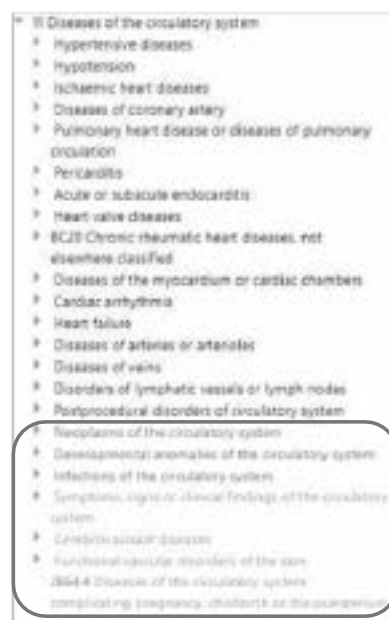 11 Diseases of the circulatory system
Hypertensive diseases
Hypotension
Ischaemic heart diseases
Diseases of coronary artery
Pulmonary heart disease or diseases of pulmonary
circulation
Pericarditis
Acute or subacute endocarditis
Heart valve diseases
BC20 Chronic rheumatic heart diseases, not
elsewhere classified
Diseases of the myocardium or cardiac chambers
Cardiac arrhythmia
Heart failure
Diseases of arteries or arterioles
Diseases of veins
Disorders of lymphatic vessels or lymph nodes
Postprocedural disorders of circulatory system
Neoplasms of the circulatory system
Developmental anomalies of the circulatory system
Infections of the circulatory system
Symptoms, signs or clinical findings of the circulatory
system
Cerebrovascular diseases
Functional vascular disorders of the skin
JB64.4 Diseases of the circulatory system
complicating pregnancy, childbirth or the puerperium